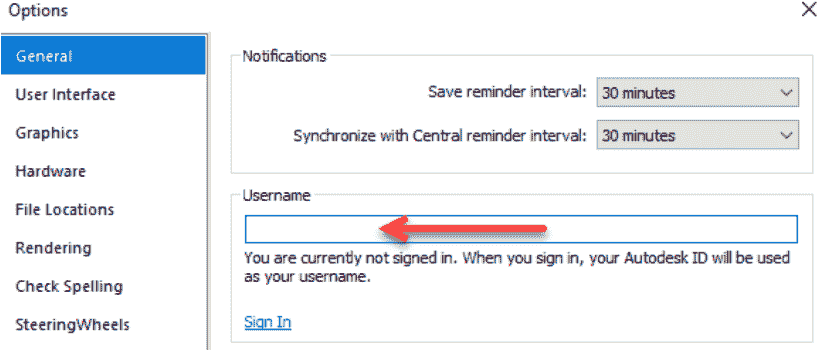 Options
General
User Interface
Graphics
Hardware
File Locations
Rendering
Check Spelling
SteeringWheels
Notifications
Save reminder interval: 30 minutes
Synchronize with Central reminder interval: 30 minutes
Username
You are currently not signed in. When you sign in, your Autodesk ID will be used
as your username.
Sign In